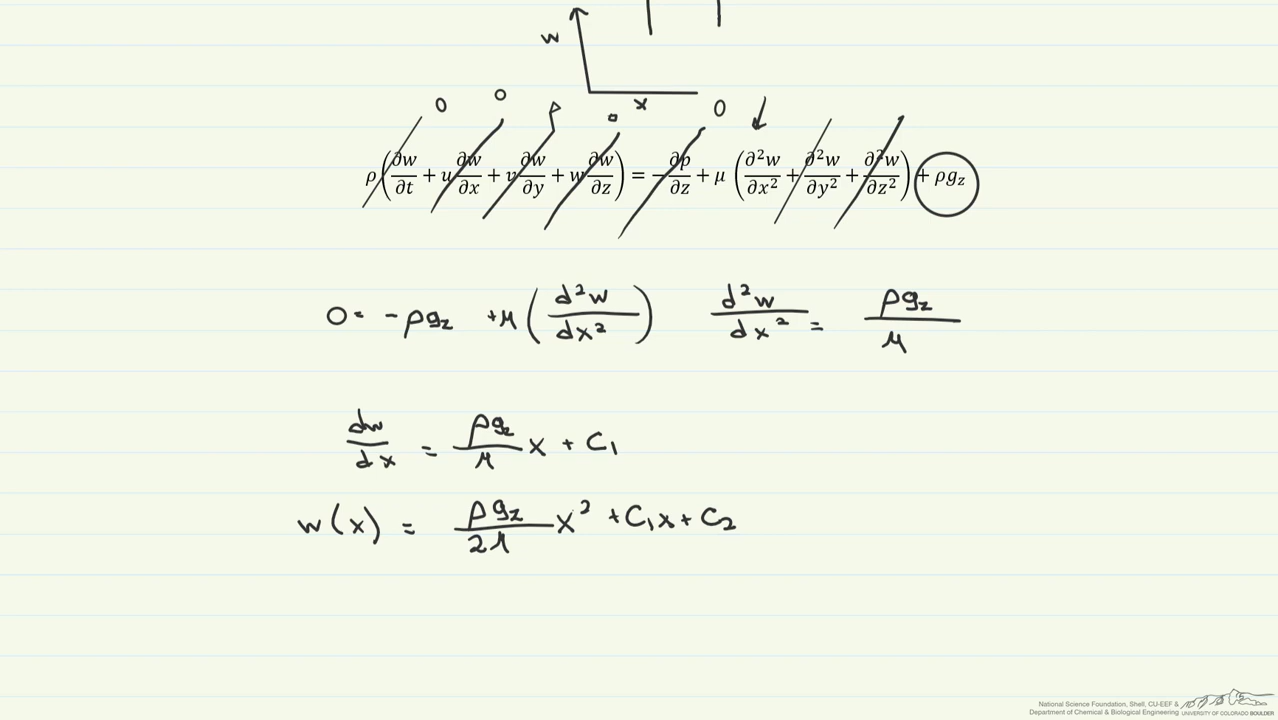 w
x
0 0 0 0 0
ρ(∂w/∂t + u ∂w/∂x + v ∂w/∂y + w ∂w/∂z) = −∂p/∂z + μ(∂²w/∂x² + ∂²w/∂y² + ∂²w/∂z²) + ρg_z
0 = -ρg_z +μ(d²w/dx²) d²w/dx² = ρg_z/μ
dw/dx = ρg_z/μ x + C₁
w(x) = ρg_z/2μ x² + C₁x + C₂
National Science Foundation, Shell, CU-EEF &
Department of Chemical & Biological Engineering UNIVERSITY OF COLORADO BOULDER